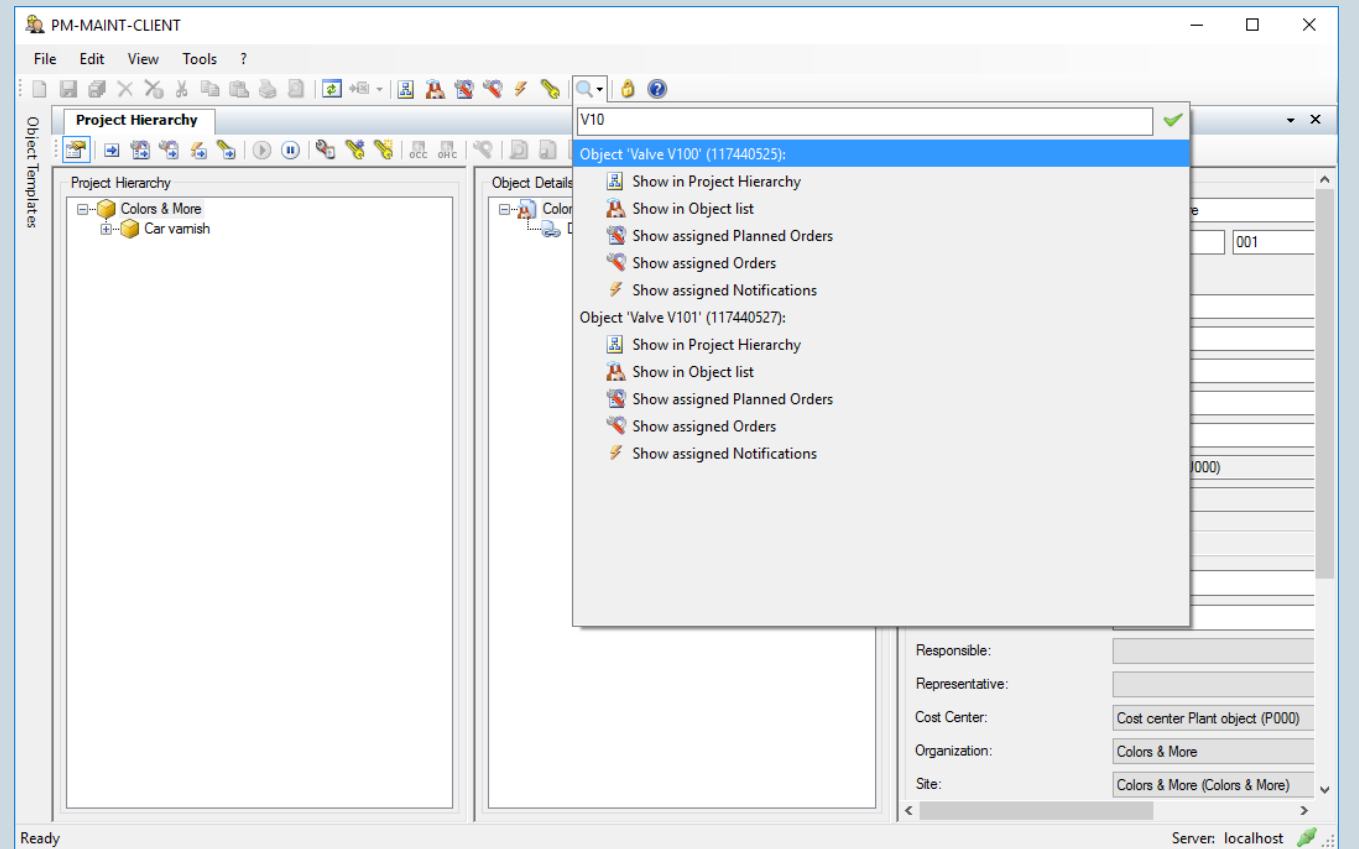 PM-MAINT-CLIENT
File Edit View Tools ?
Object Templates
Project Hierarchy
V10
OCC OHC
Project Hierarchy
Colors & More
Car varnish
Object Details
Object 'Valve V100' (117440525):
Show in Project Hierarchy
Show in Object list
Show assigned Planned Orders
Show assigned Orders
Show assigned Notifications
Object 'Valve V101' (117440527):
Show in Project Hierarchy
Show in Object list
Show assigned Planned Orders
Show assigned Orders
Show assigned Notifications
001
Responsible:
Representative:
Cost Center: Cost center Plant object (P000)
Organization: Colors & More
Site: Colors & More (Colors & More)
Ready
Server: localhost